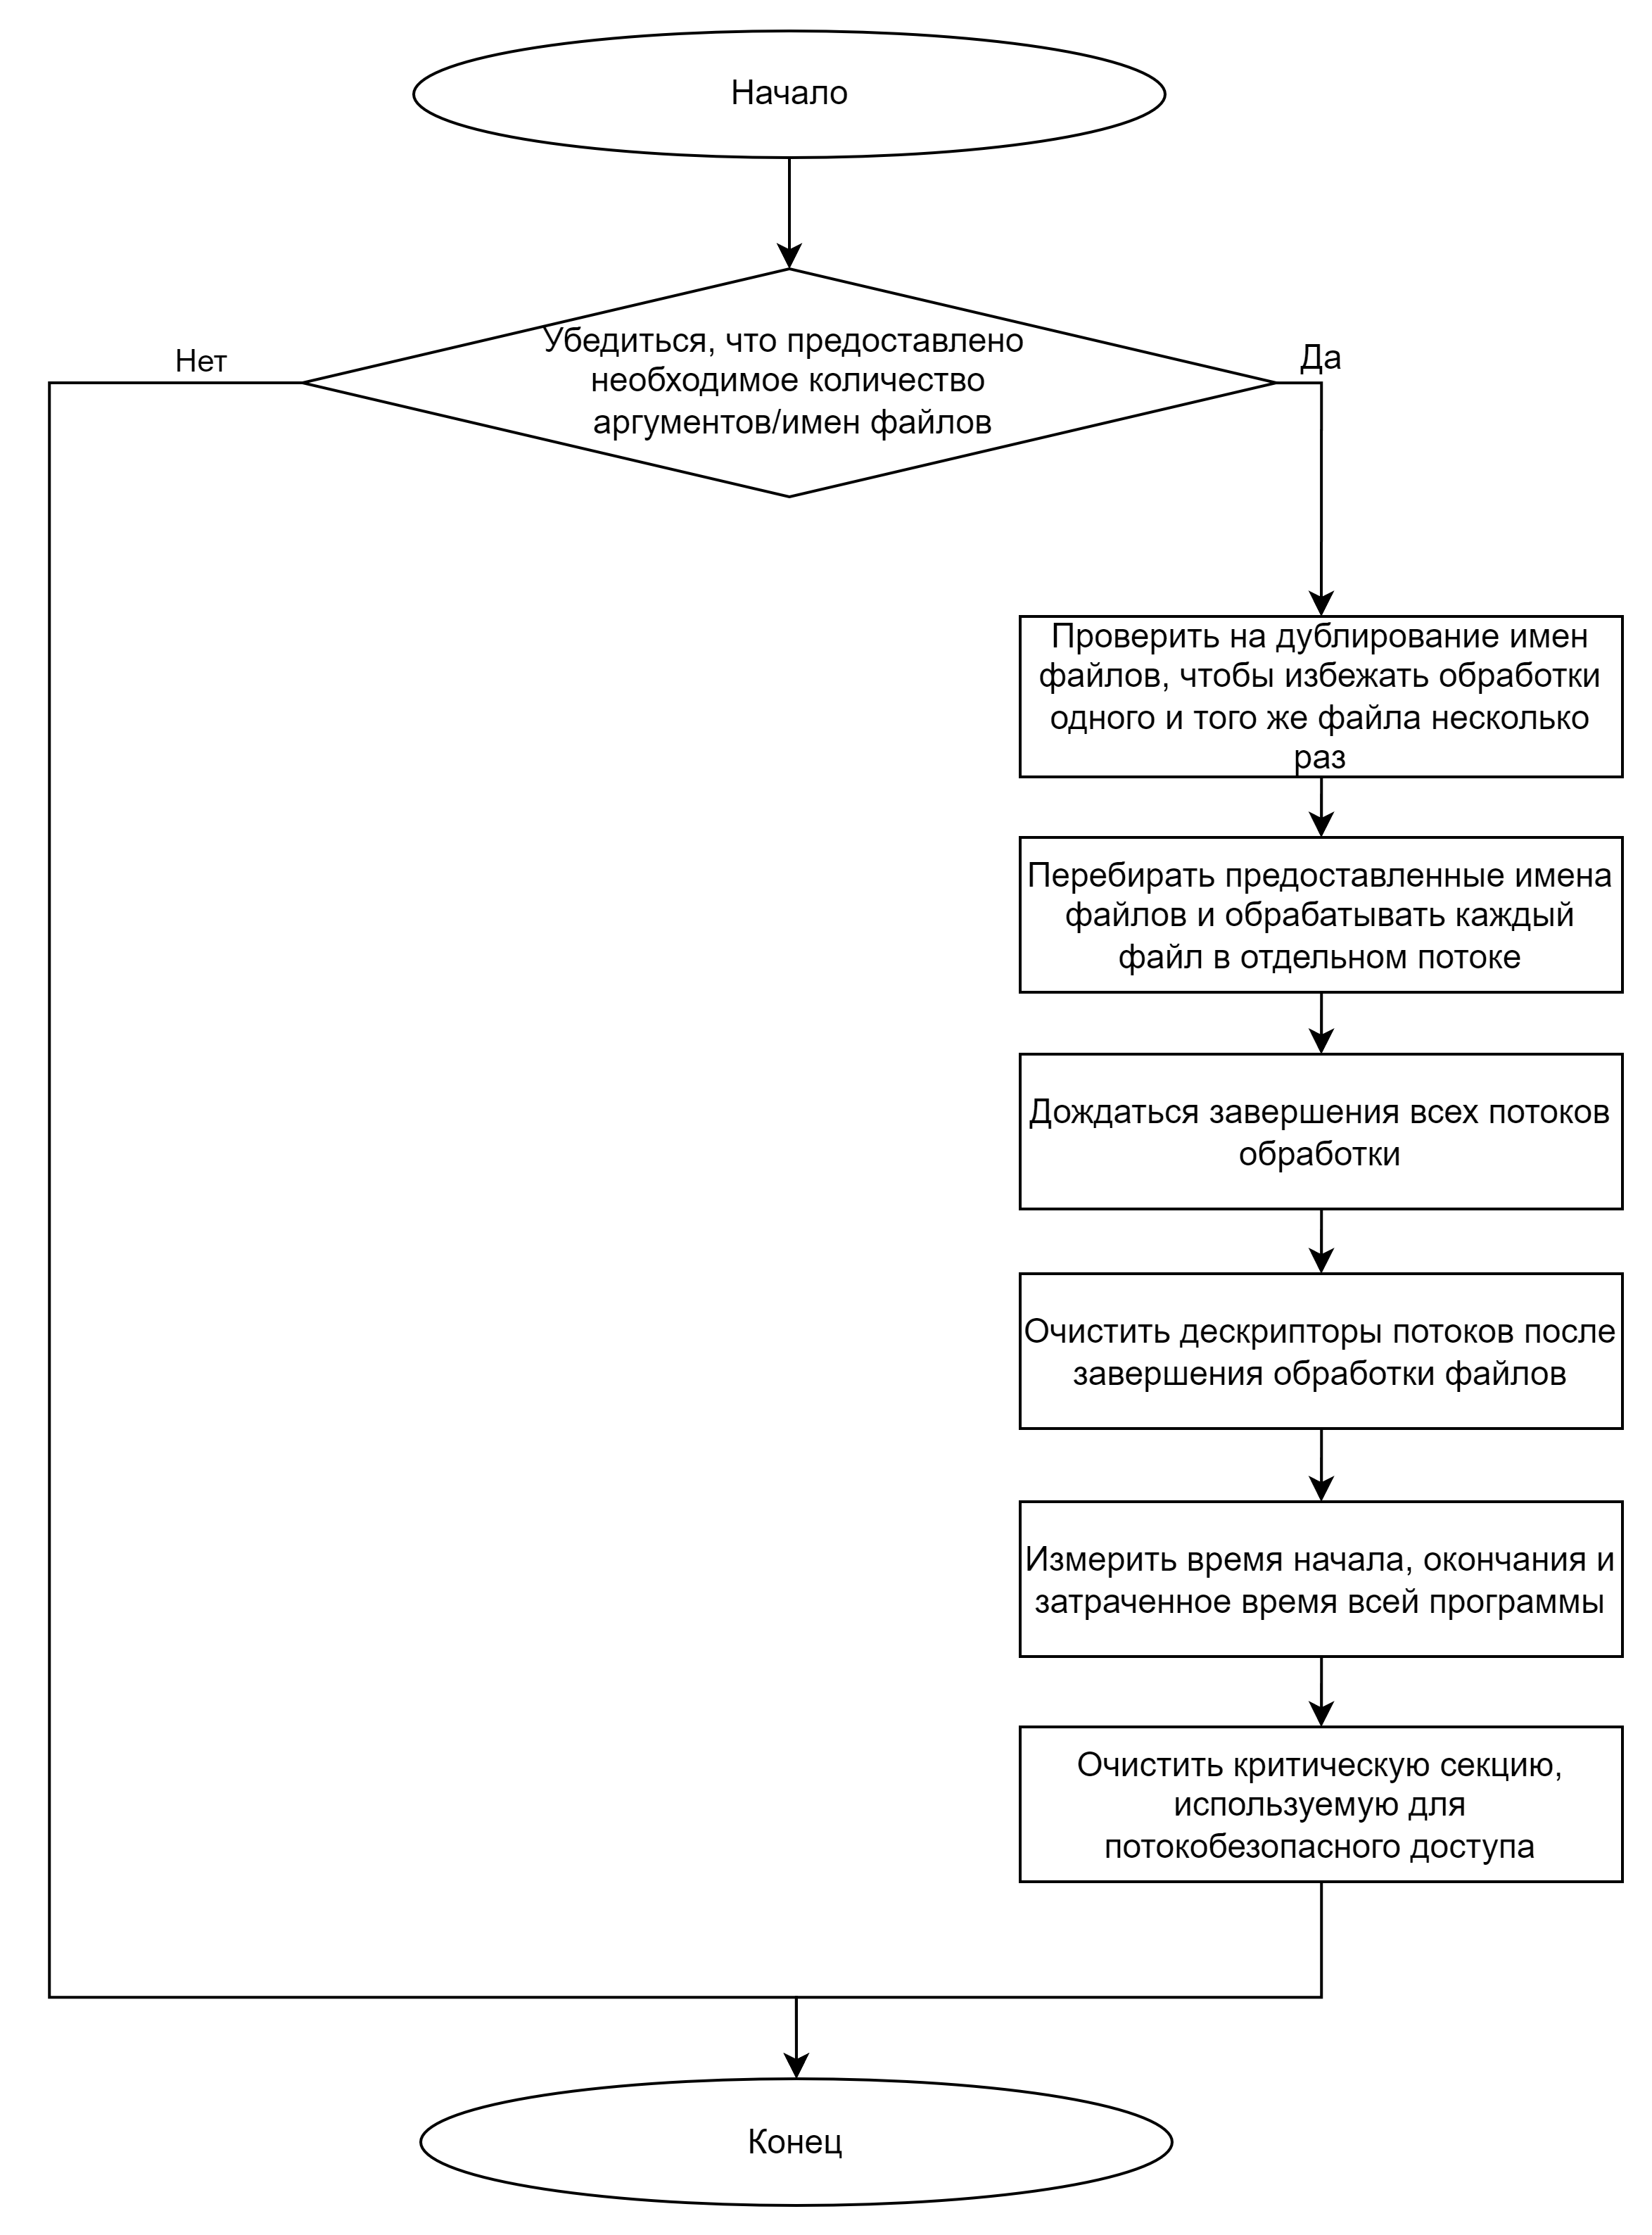 Начало
Убедиться, что предоставлено
необходимое количество
аргументов/имен файлов
Нет
Да
Проверить на дублирование имен
файлов, чтобы избежать обработки
одного и того же файла несколько
раз
Перебирать предоставленные имена
файлов и обрабатывать каждый
файл в отдельном потоке
Дождаться завершения всех потоков
обработки
Очистить дескрипторы потоков после
завершения обработки файлов
Измерить время начала, окончания и
затраченное время всей программы
Очистить критическую секцию,
используемую для
потокобезопасного доступа
Конец